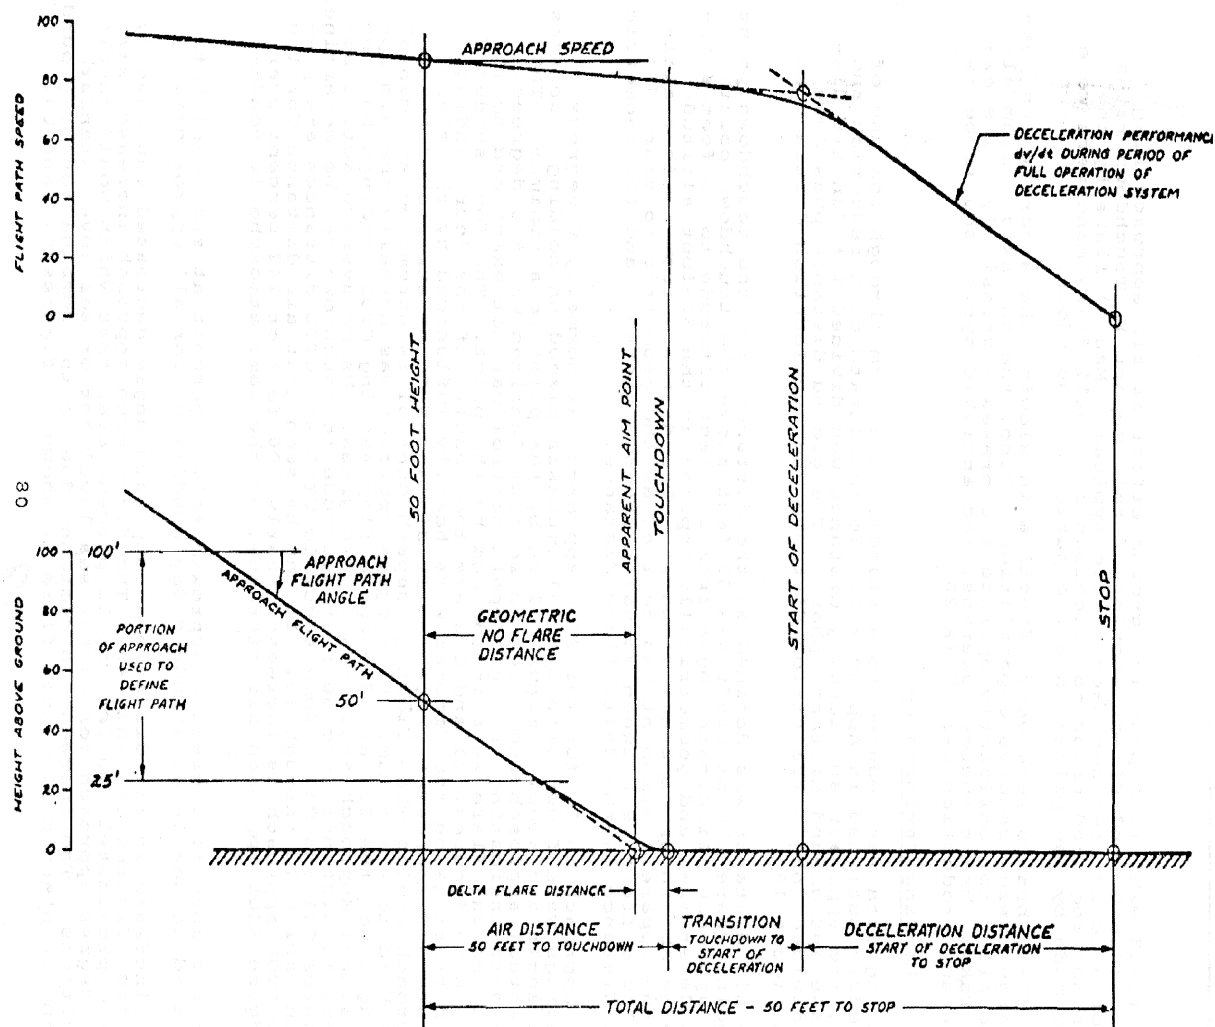 100
80
60
40
20
0
FLIGHT PATH SPEED
APPROACH SPEED
DECELERATION PERFORMANCE
dv/dt DURING PERIOD OF
FULL OPERATION OF
DECELERATION SYSTEM
50 FOOT HEIGHT
APPARENT AIM POINT
TOUCHDOWN
START OF DECELERATION
STOP
80
100
80
60
40
20
0
HEIGHT ABOVE GROUND
100'
50'
25'
APPROACH
FLIGHT PATH
ANGLE
APPROACH FLIGHT PATH
PORTION
OF APPROACH
USED TO
DEFINE
FLIGHT PATH
GEOMETRIC
NO FLARE
DISTANCE
DELTA FLARE DISTANCE
AIR DISTANCE
50 FEET TO TOUCHDOWN
TRANSITION
TOUCHDOWN TO
START OF
DECELERATION
DECELERATION DISTANCE
START OF DECELERATION
TO STOP
TOTAL DISTANCE - 50 FEET TO STOP